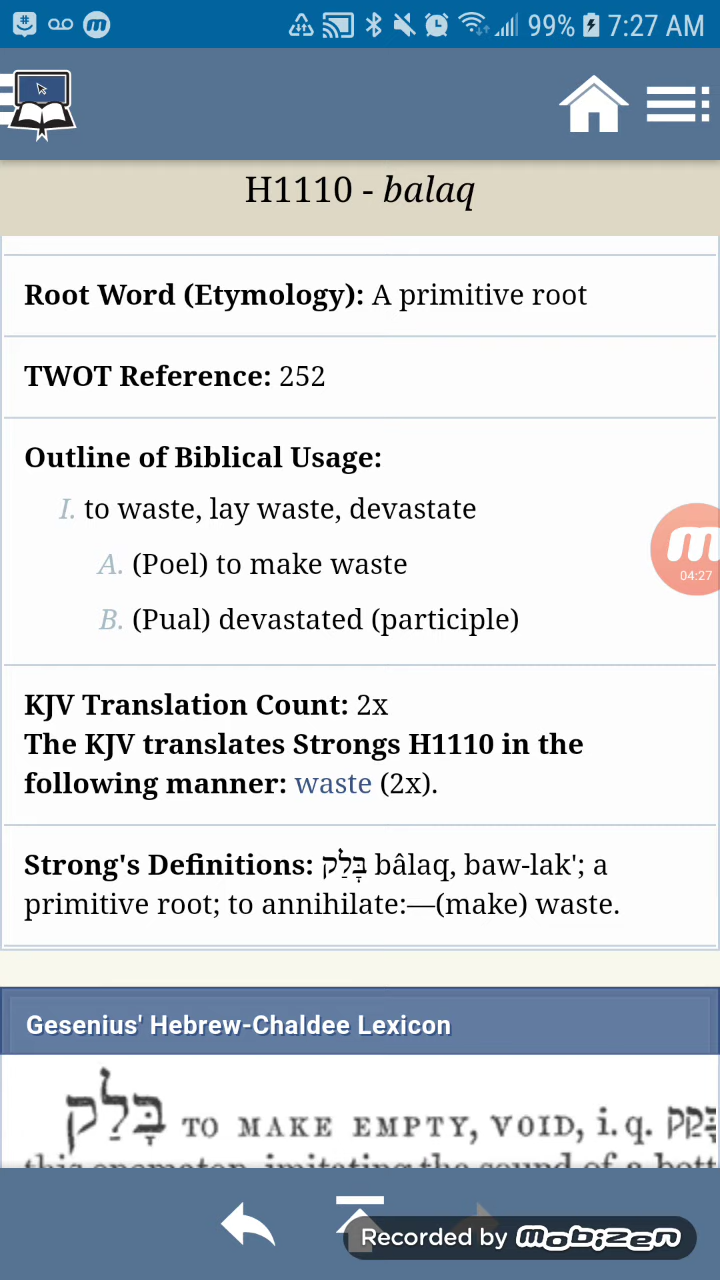 99% 7:27 AM
H1110 - balaq
Root Word (Etymology): A primitive root
TWOT Reference: 252
Outline of Biblical Usage:
I. to waste, lay waste, devastate
A. (Poel) to make waste
B. (Pual) devastated (participle)
04:27
KJV Translation Count: 2x
The KJV translates Strongs H1110 in the
following manner: waste (2x).
Strong's Definitions: בָּלַק bâlaq, baw-lak'; a
primitive root; to annihilate:—(make) waste.
Gesenius' Hebrew-Chaldee Lexicon
בָּלַק TO MAKE EMPTY, VOID, i. q. בָּקַק
Recorded by mobizen